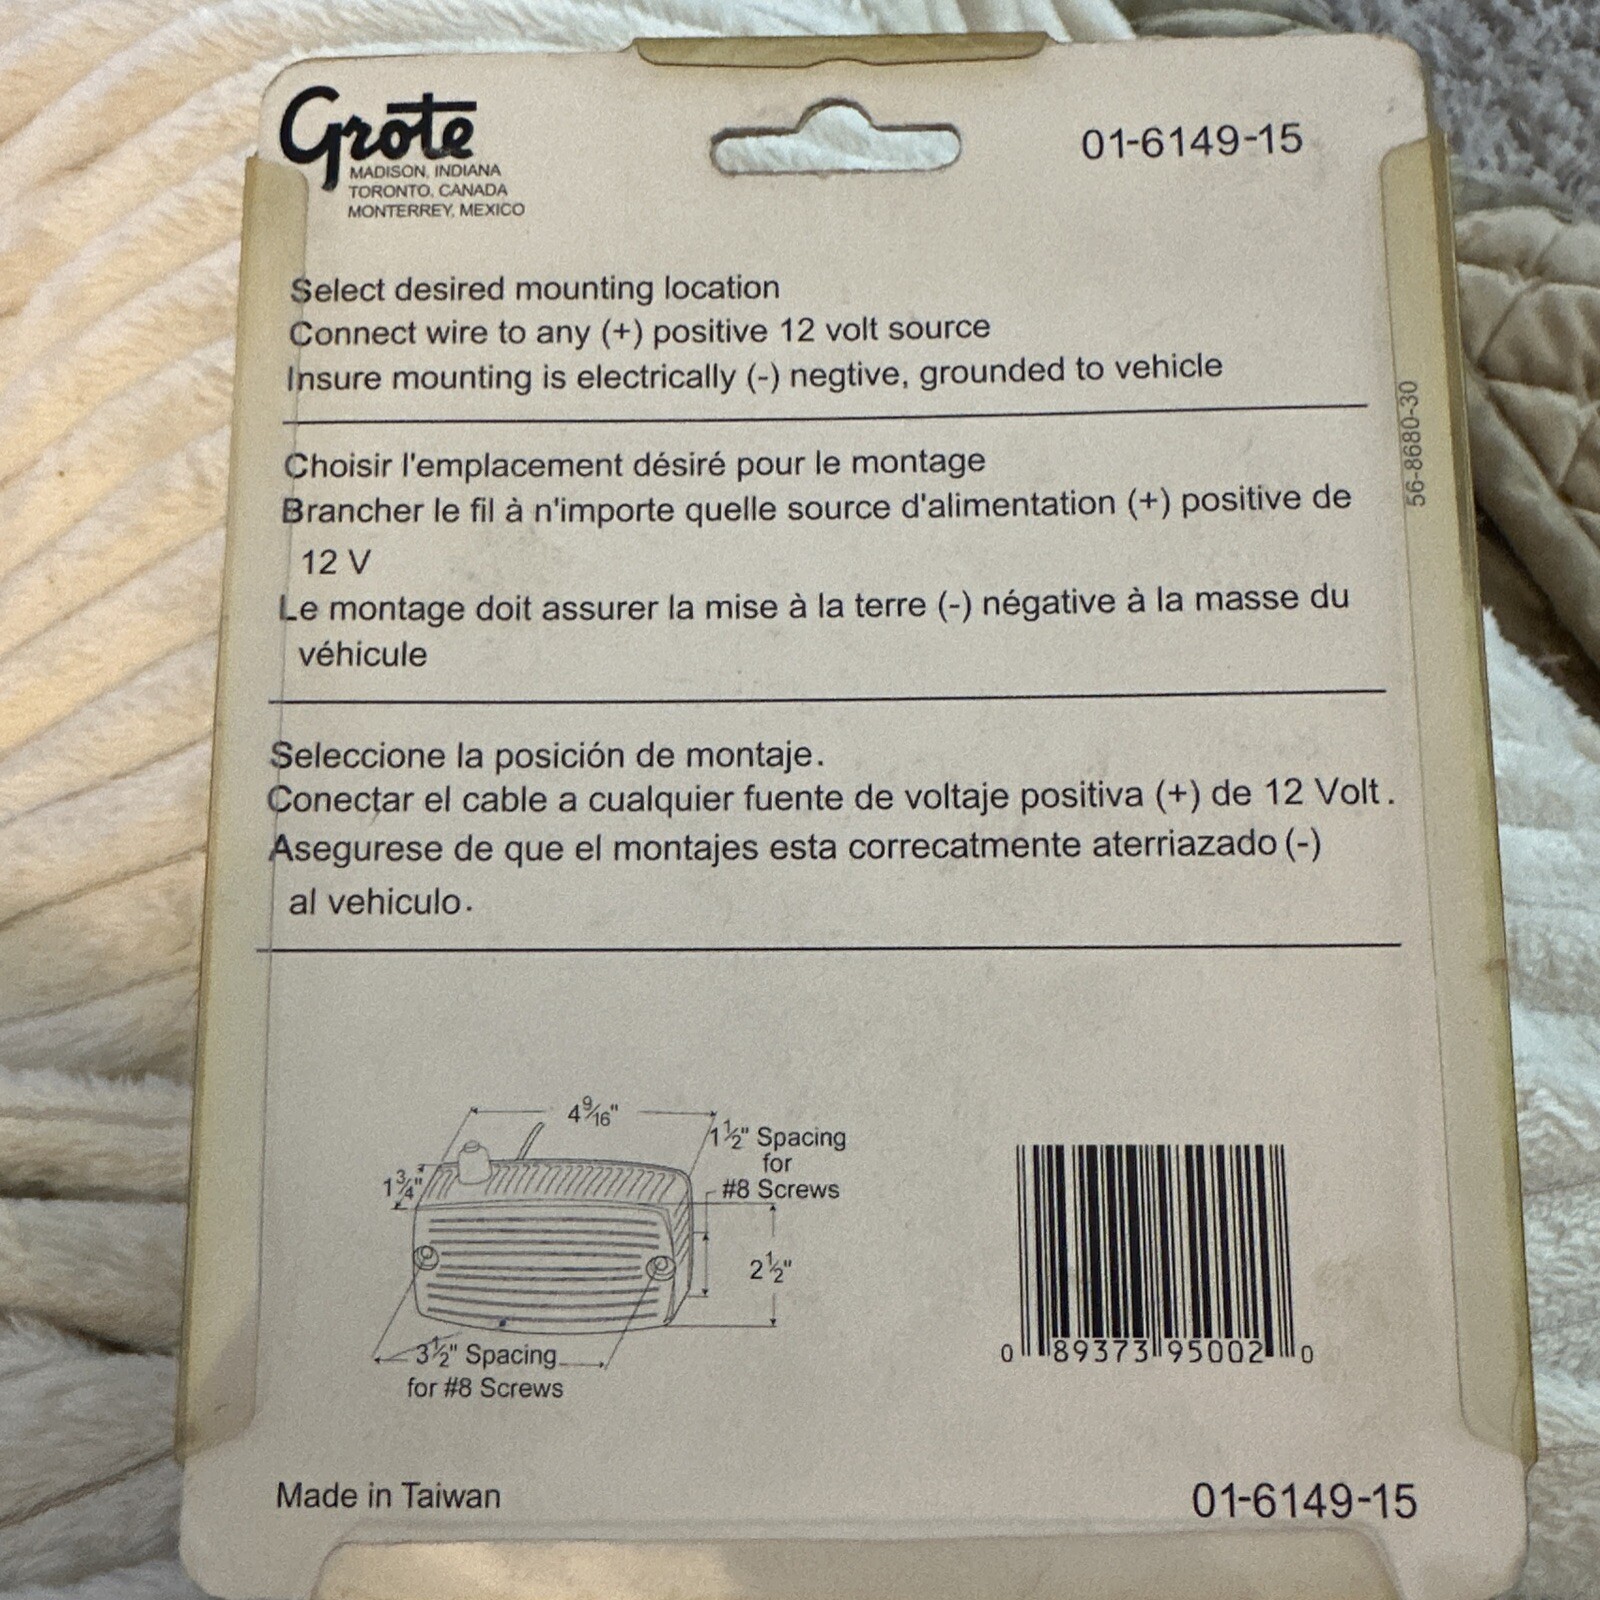 Grote
MADISON, INDIANA
TORONTO, CANADA
MONTERREY, MEXICO
01-6149-15
Select desired mounting location
Connect wire to any (+) positive 12 volt source
Insure mounting is electrically (-) negtive, grounded to vehicle
56-8680-30
Choisir l'emplacement désiré pour le montage
Brancher le fil à n'importe quelle source d'alimentation (+) positive de
12 V
Le montage doit assurer la mise à la terre (-) négative à la masse du
véhicule
Seleccione la posición de montaje.
Conectar el cable a cualquier fuente de voltaje positiva (+) de 12 Volt.
Asegurese de que el montajes esta correcatmente aterriazado (-)
al vehiculo.
4 9/16"
1 1/2" Spacing
for
#8 Screws
1 3/4"
2 1/2"
3 1/2" Spacing
for #8 Screws
0 89373 95002 0
Made in Taiwan
01-6149-15